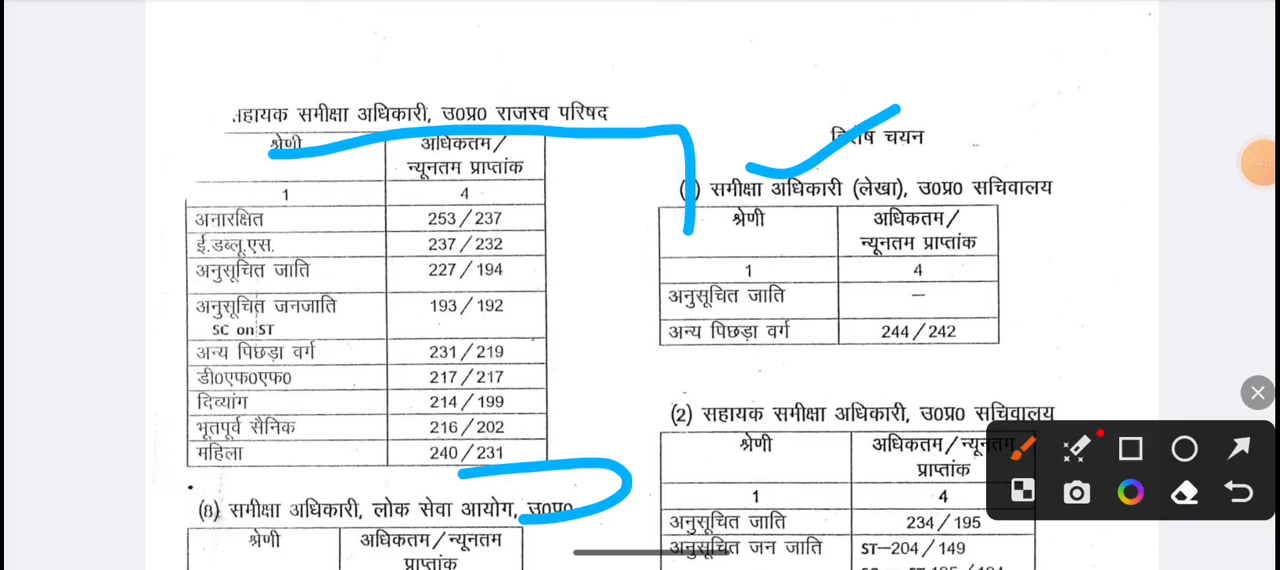 सहायक समीक्षा अधिकारी, उ0प्र0 राजस्व परिषद
श्रेणी अधिकतम/
न्यूनतम प्राप्तांक
1 4
अनारक्षित 253/237
ई.डब्लू.एस. 237/232
अनुसूचित जाति 227/194
अनुसूचित जनजाति 193/192
SC on ST
अन्य पिछड़ा वर्ग 231/219
डी0एफ0एफ0 217/217
दिव्यांग 214/199
भूतपूर्व सैनिक 216/202
महिला 240/231
(8) समीक्षा अधिकारी, लोक सेवा आयोग, उ0प्र0
श्रेणी अधिकतम/न्यूनतम
प्राप्तांक
विशेष चयन
समीक्षा अधिकारी (लेखा), उ0प्र0 सचिवालय
श्रेणी अधिकतम/
न्यूनतम प्राप्तांक
1 4
अनुसूचित जाति –
अन्य पिछड़ा वर्ग 244/242
(2) सहायक समीक्षा अधिकारी, उ0प्र0 सचिवालय
श्रेणी अधिकतम/न्यूनतम
प्राप्तांक
1 4
अनुसूचित जाति 234/195
अनुसूचित जन जाति ST–204/149